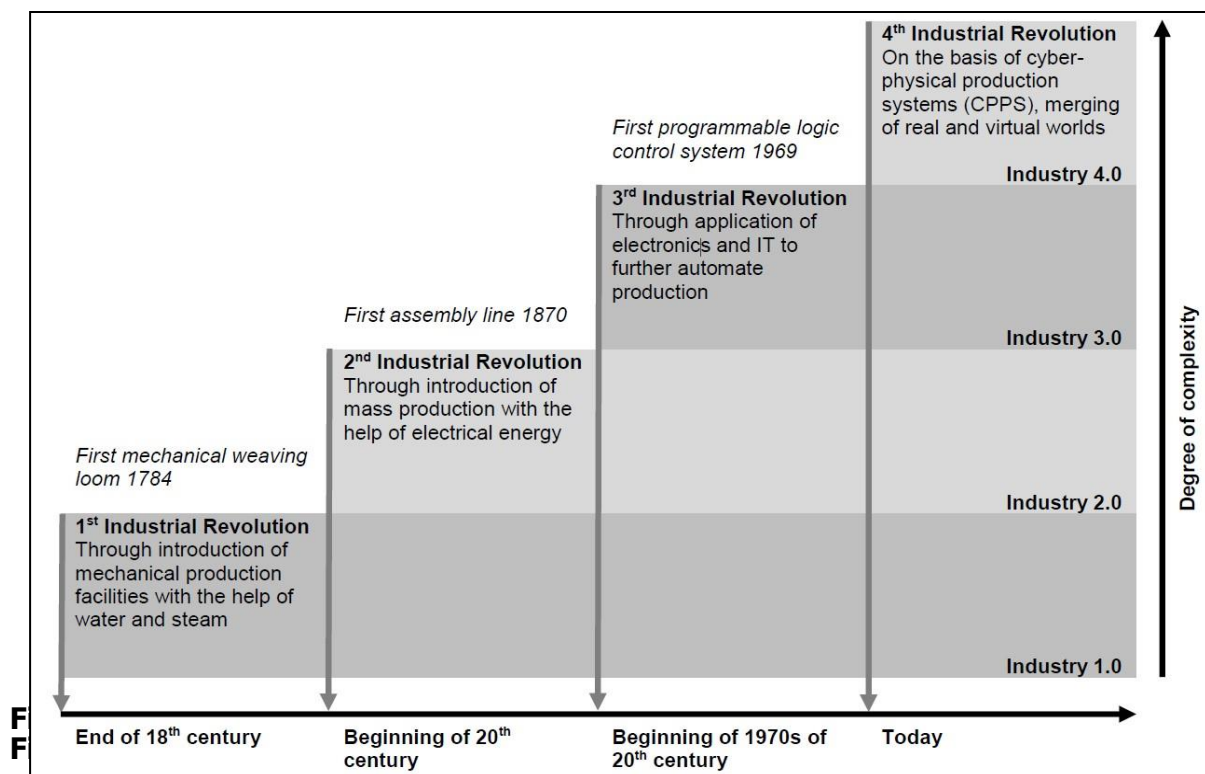 4th Industrial Revolution
On the basis of cyber-
physical production
systems (CPPS), merging
of real and virtual worlds
First programmable logic
control system 1969
Industry 4.0
3rd Industrial Revolution
Through application of
electronics and IT to
further automate
production
First assembly line 1870
Industry 3.0
2nd Industrial Revolution
Through introduction of
mass production with the
help of electrical energy
First mechanical weaving
loom 1784
Industry 2.0
1st Industrial Revolution
Through introduction of
mechanical production
facilities with the help of
water and steam
Industry 1.0
Degree of complexity
End of 18th century
Beginning of 20th
century
Beginning of 1970s of
20th century
Today